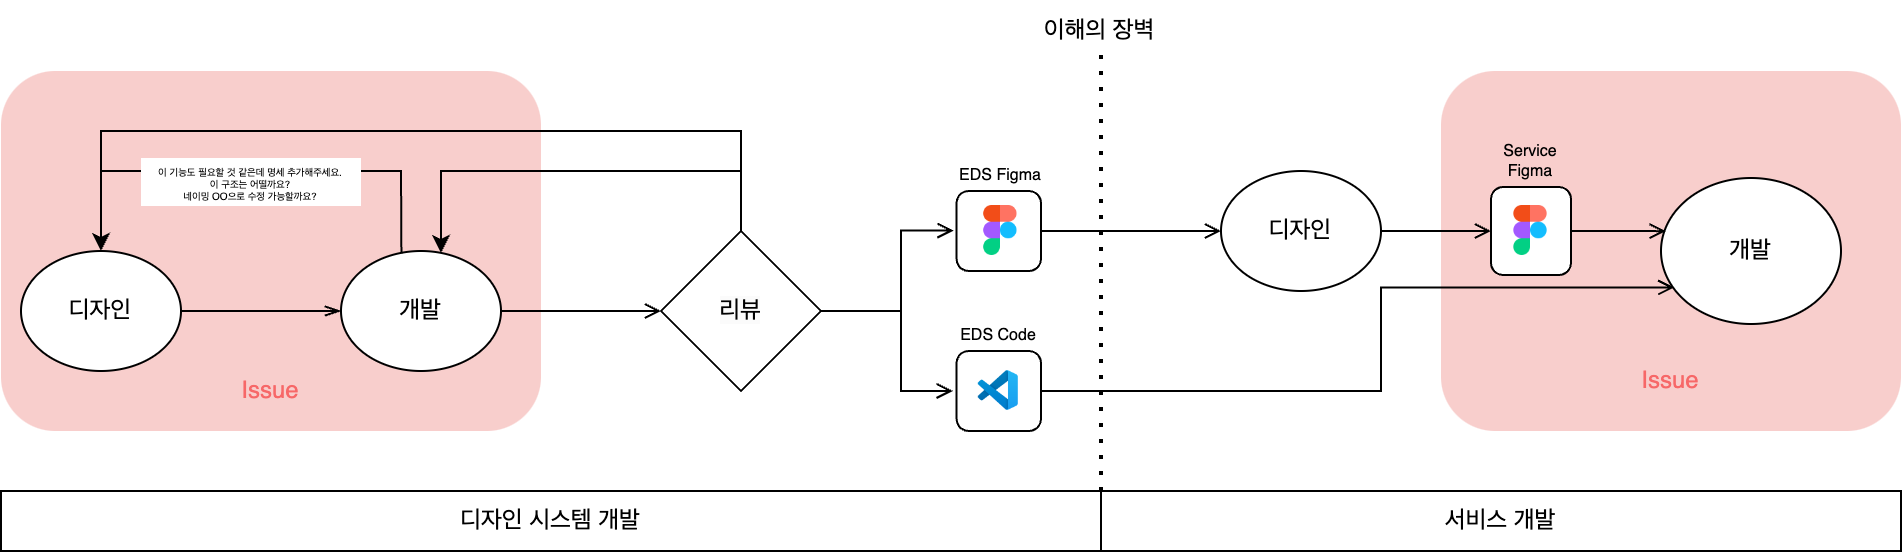 이해의 장벽
이 기능도 필요할 것 같은데 명세 추가해주세요.
이 구조는 어떨까요?
네이밍 OO으로 수정 가능할까요?
디자인
개발
Issue
리뷰
EDS Figma
EDS Code
디자인
Service
Figma
개발
Issue
디자인 시스템 개발
서비스 개발